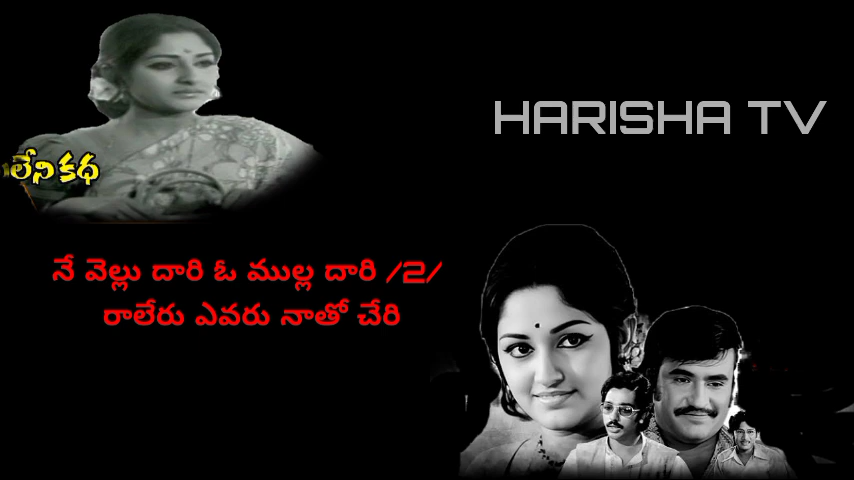 HARISHA TV
లేని కథ
నే వెల్లు దారి ఓ ముల్ల దారి /2/
రాలేరు ఎవరు నాతో చేరి